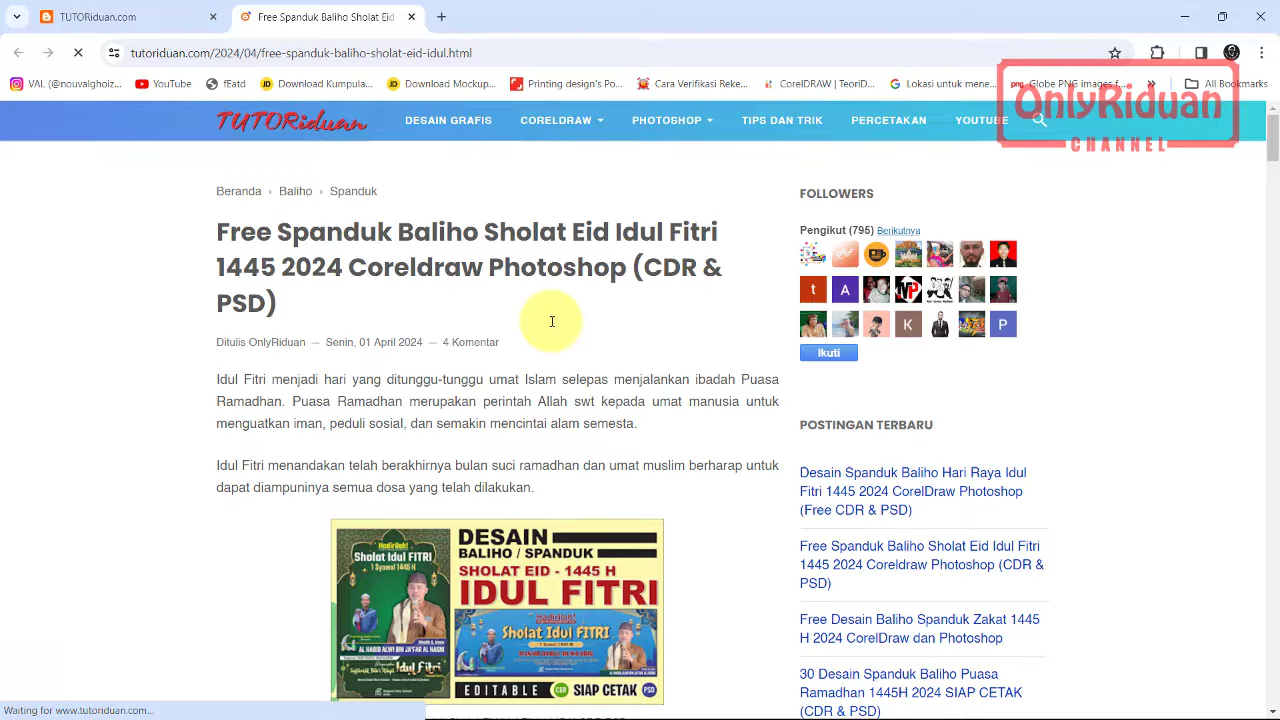 TUTORiduan.com
Free Spanduk Baliho Sholat Eid
tutoriduan.com/2024/04/free-spanduk-baliho-sholat-eid-idul.html
VAL (@nouvalghoiz...
YouTube
fFatd
Download Kumpula...
Download Mockup...
Printing design's Po...
Cara Verifikasi Reke...
CorelDRAW | TeoriD...
Lokasi untuk mene...
Globe PNG images f...
All Bookmarks
OnlyRiduan
CHANNEL
TUTORiduan
DESAIN GRAFIS
CORELDRAW
PHOTOSHOP
TIPS DAN TRIK
PERCETAKAN
YOUTUBE
Beranda › Baliho › Spanduk
Free Spanduk Baliho Sholat Eid Idul Fitri
1445 2024 Coreldraw Photoshop (CDR &
PSD)
Ditulis OnlyRiduan — Senin, 01 April 2024 — 4 Komentar
Idul Fitri menjadi hari yang ditunggu-tunggu umat Islam selepas menjalankan ibadah Puasa
Ramadhan. Puasa Ramadhan merupakan perintah Allah swt kepada umat manusia untuk
menguatkan iman, peduli sosial, dan semakin mencintai alam semesta.
Idul Fitri menandakan telah berakhirnya bulan suci ramadhan dan umat muslim berharap untuk
dapat diampuninya semua dosa yang telah dilakukan.
Hadirilah!
Sholat Idul FITRI
1 Syawal 1445 H
AL HABIB ALWI BIN JA'FAR AL HASNI
Idul Fitri
DESAIN
BALIHO / SPANDUK
SHOLAT EID - 1445 H
IDUL FITRI
Hadirilah!
Sholat Idul FITRI
EDITABLE
CDR
SIAP CETAK
PSD
FOLLOWERS
Pengikut (795) Berikutnya
t
A
K
P
Ikuti
POSTINGAN TERBARU
Desain Spanduk Baliho Hari Raya Idul
Fitri 1445 2024 CorelDraw Photoshop
(Free CDR & PSD)
Free Spanduk Baliho Sholat Eid Idul Fitri
1445 2024 Coreldraw Photoshop (CDR &
PSD)
Free Desain Baliho Spanduk Zakat 1445
H 2024 CorelDraw dan Photoshop
30 Desain Spanduk Baliho Puasa
Ramadhan 1445H 2024 SIAP CETAK
(CDR & PSD)
Waiting for www.tutoriduan.com...